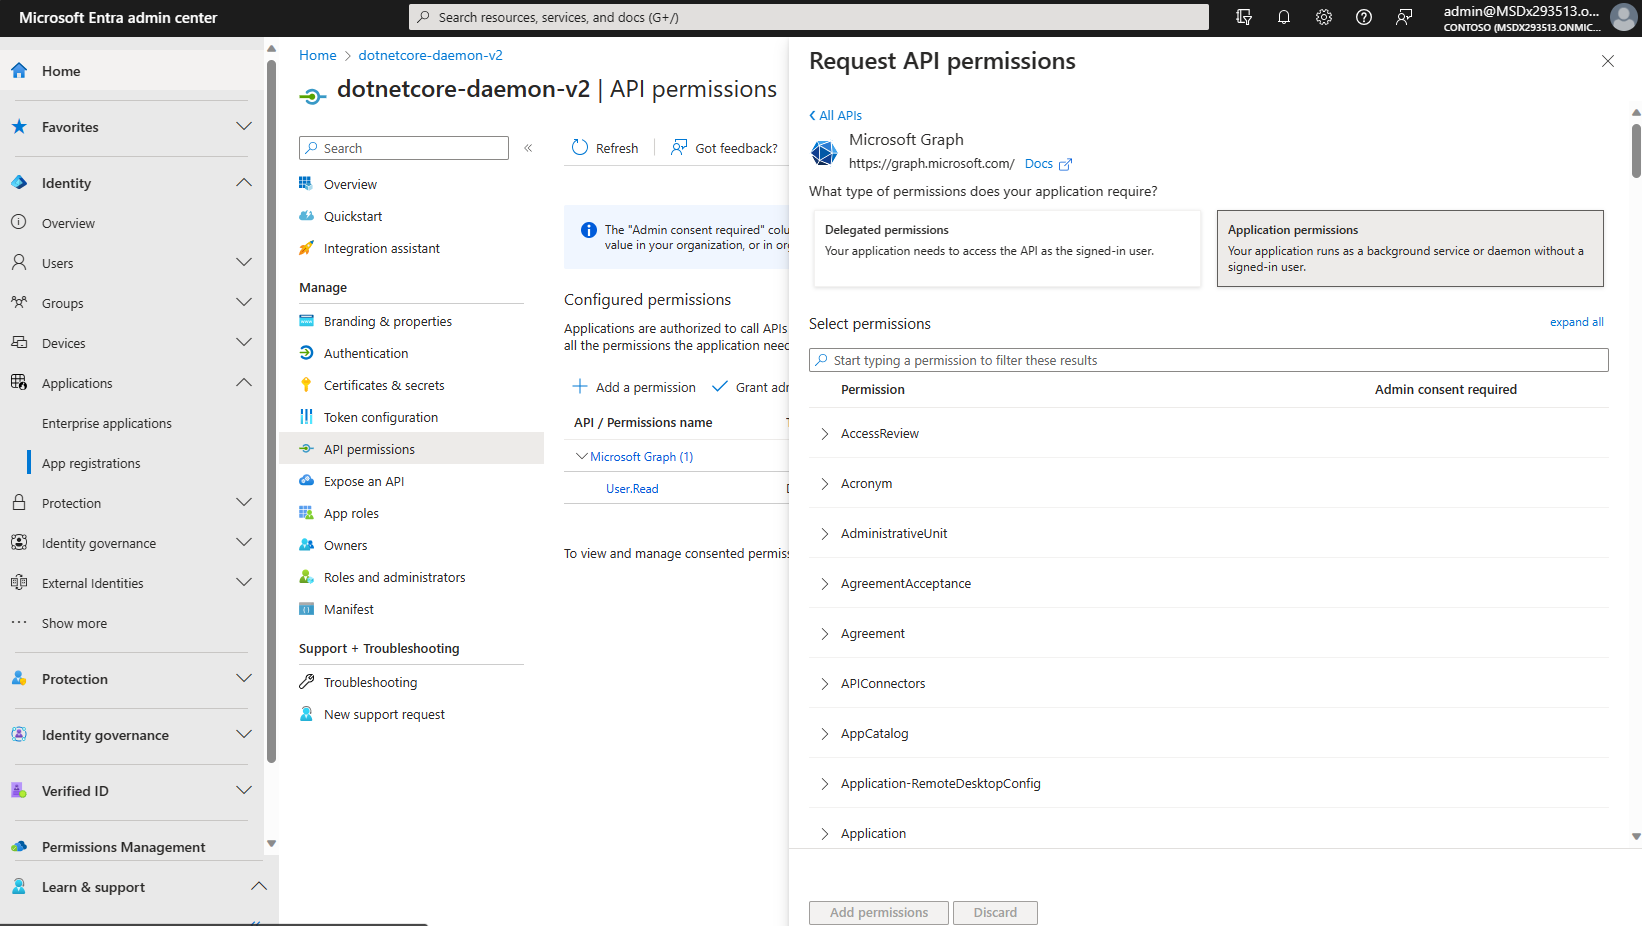 Microsoft Entra admin center
Search resources, services, and docs (G+/)
admin@MSDx293513.o...
CONTOSO (MSDX293513.ONMIC...
Home
Favorites
Identity
Overview
Users
Groups
Devices
Applications
Enterprise applications
App registrations
Protection
Identity governance
External Identities
Show more
Protection
Identity governance
Verified ID
Permissions Management
Learn & support
Home > dotnetcore-daemon-v2
dotnetcore-daemon-v2 | API permissions
Search
Overview
Quickstart
Integration assistant
Manage
Branding & properties
Authentication
Certificates & secrets
Token configuration
API permissions
Expose an API
App roles
Owners
Roles and administrators
Manifest
Support + Troubleshooting
Troubleshooting
New support request
Refresh
Got feedback?
The "Admin consent required" colu
value in your organization, or in or
Configured permissions
Applications are authorized to call APIs
all the permissions the application need
Add a permission
Grant adr
API / Permissions name
Microsoft Graph (1)
User.Read
To view and manage consented permiss
Request API permissions
All APIs
Microsoft Graph
https://graph.microsoft.com/ Docs
What type of permissions does your application require?
Delegated permissions
Your application needs to access the API as the signed-in user.
Application permissions
Your application runs as a background service or daemon without a
signed-in user.
Select permissions
expand all
Start typing a permission to filter these results
Permission
Admin consent required
AccessReview
Acronym
AdministrativeUnit
AgreementAcceptance
Agreement
APIConnectors
AppCatalog
Application-RemoteDesktopConfig
Application
Add permissions
Discard